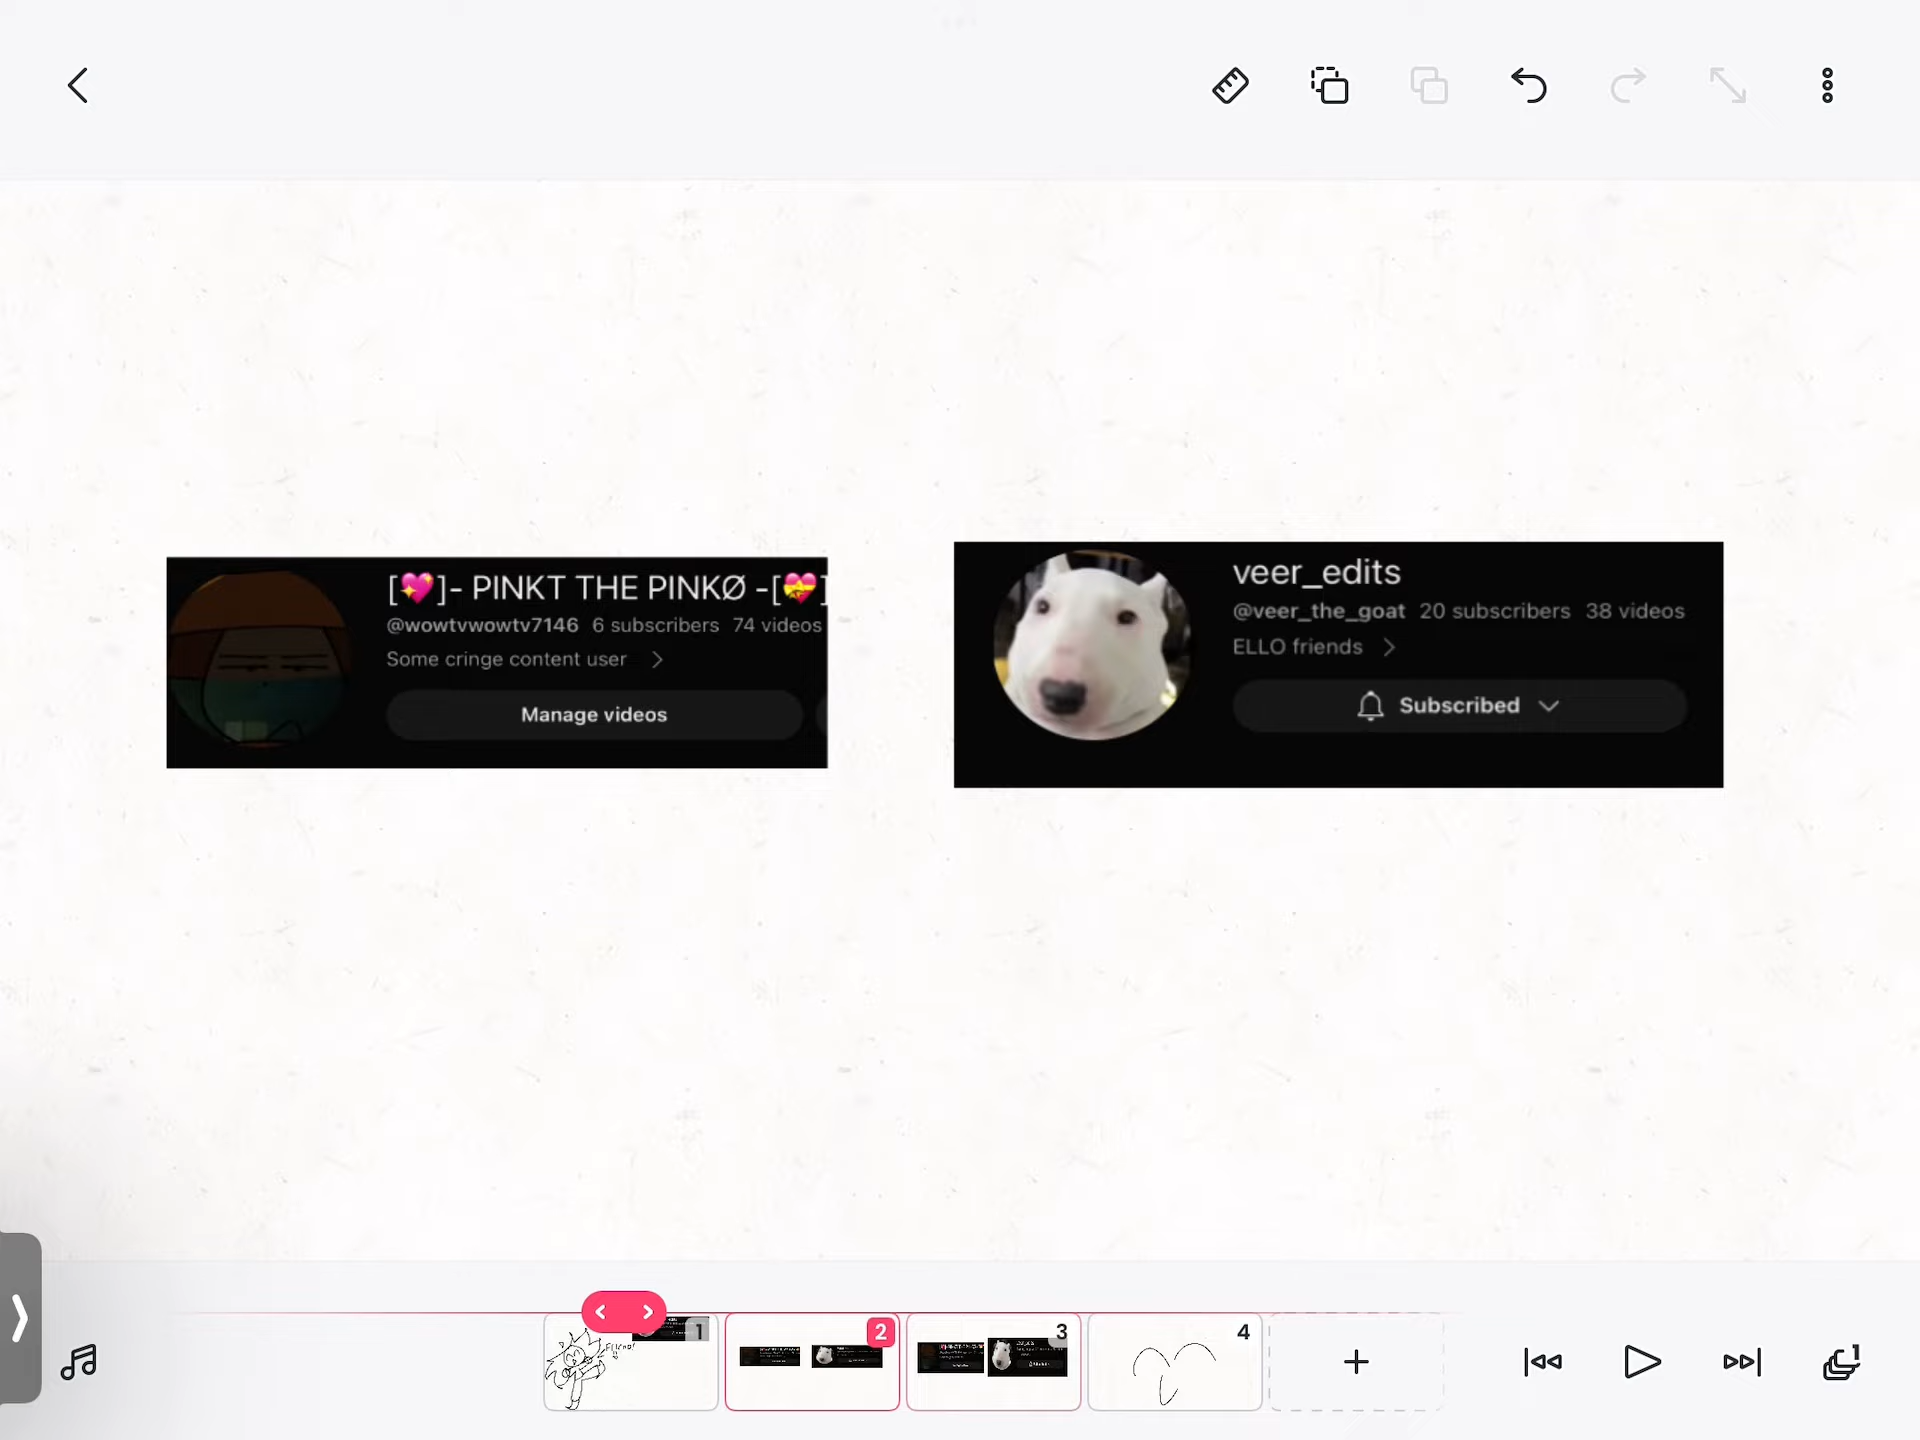 [💖]- PINKT THE PINKØ -[💝]
@wowtvwowtv7146 6 subscribers 74 videos
Some cringe content user
Manage videos
veer_edits
@veer_the_goat 20 subscribers 38 videos
ELLO friends
Subscribed
1
2
3
4